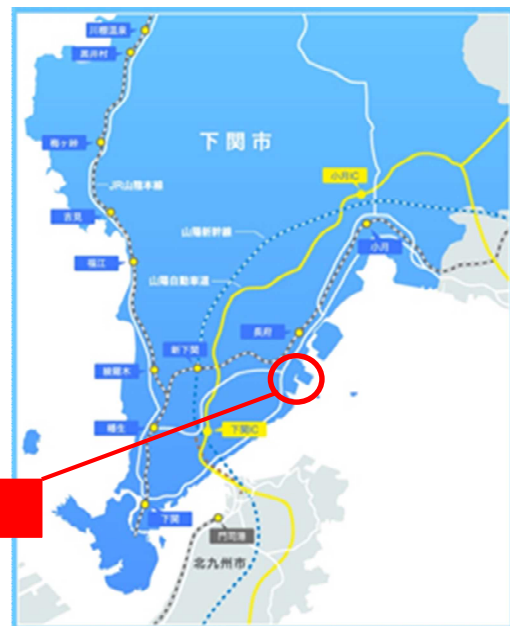 川棚温泉
黒井村
梅ヶ峠
下関市
小月IC
JR山陰本線
吉見
山陽新幹線
小月
福江
山陽自動車道
長府
新下関
綾羅木
幡生
下関IC
下関
門司港
北九州市